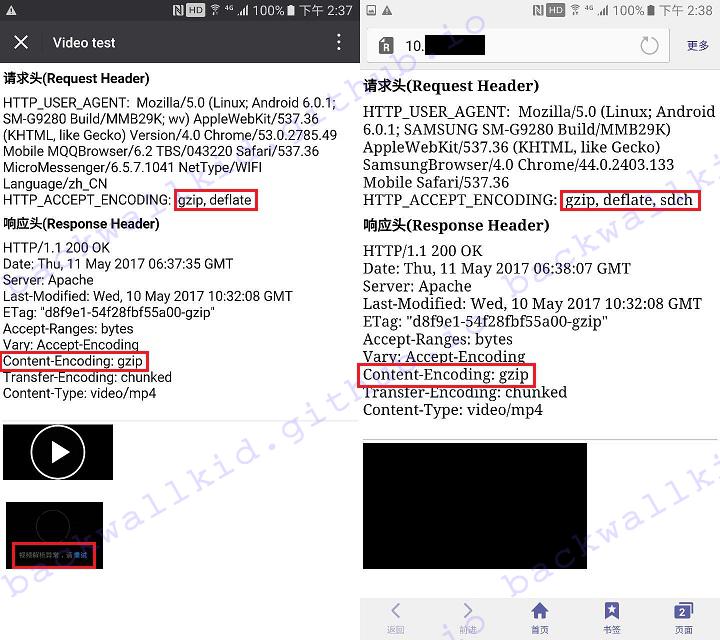 HD 4G 100% 下午 2:37
Video test
请求头(Request Header)
HTTP_USER_AGENT: Mozilla/5.0 (Linux; Android 6.0.1;
SM-G9280 Build/MMB29K; wv) AppleWebKit/537.36
(KHTML, like Gecko) Version/4.0 Chrome/53.0.2785.49
Mobile MQQBrowser/6.2 TBS/043220 Safari/537.36
MicroMessenger/6.5.7.1041 NetType/WIFI
Language/zh_CN
HTTP_ACCEPT_ENCODING: gzip, deflate
响应头(Response Header)
HTTP/1.1 200 OK
Date: Thu, 11 May 2017 06:37:35 GMT
Server: Apache
Last-Modified: Wed, 10 May 2017 10:32:08 GMT
ETag: "d8f9e1-54f28fbf55a00-gzip"
Accept-Ranges: bytes
Vary: Accept-Encoding
Content-Encoding: gzip
Transfer-Encoding: chunked
Content-Type: video/mp4
视频解析异常，请重试
HD 4G 100% 下午 2:38
R 10.
更多
请求头(Request Header)
HTTP_USER_AGENT: Mozilla/5.0 (Linux; Android
6.0.1; SAMSUNG SM-G9280 Build/MMB29K)
AppleWebKit/537.36 (KHTML, like Gecko)
SamsungBrowser/4.0 Chrome/44.0.2403.133
Mobile Safari/537.36
HTTP_ACCEPT_ENCODING: gzip, deflate, sdch
响应头(Response Header)
HTTP/1.1 200 OK
Date: Thu, 11 May 2017 06:38:07 GMT
Server: Apache
Last-Modified: Wed, 10 May 2017 10:32:08 GMT
ETag: "d8f9e1-54f28fbf55a00-gzip"
Accept-Ranges: bytes
Vary: Accept-Encoding
Content-Encoding: gzip
Transfer-Encoding: chunked
Content-Type: video/mp4
返回 前进 首页 书签 2 页面
backwallkid.github.io
backwallkid.github.io
backwallkid.github.io